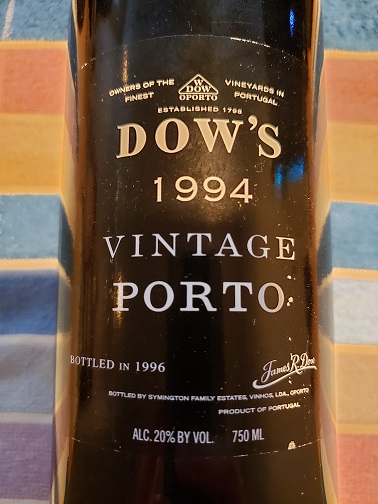 OWNERS OF THE FINEST
W
DOW
OPORTO
VINEYARDS IN PORTUGAL
ESTABLISHED 1798
DOW'S
1994
VINTAGE
PORTO
BOTTLED IN 1996
James R Dow
BOTTLED BY SYMINGTON FAMILY ESTATES, VINHOS, LDA., OPORTO
PRODUCT OF PORTUGAL
ALC. 20% BY VOL. 750 ML